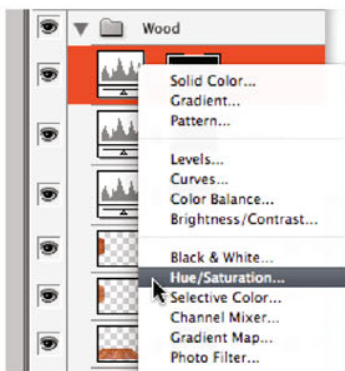 Wood
Solid Color...
Gradient...
Pattern...
Levels...
Curves...
Color Balance...
Brightness/Contrast...
Black & White...
Hue/Saturation...
Selective Color...
Channel Mixer...
Gradient Map...
Photo Filter...